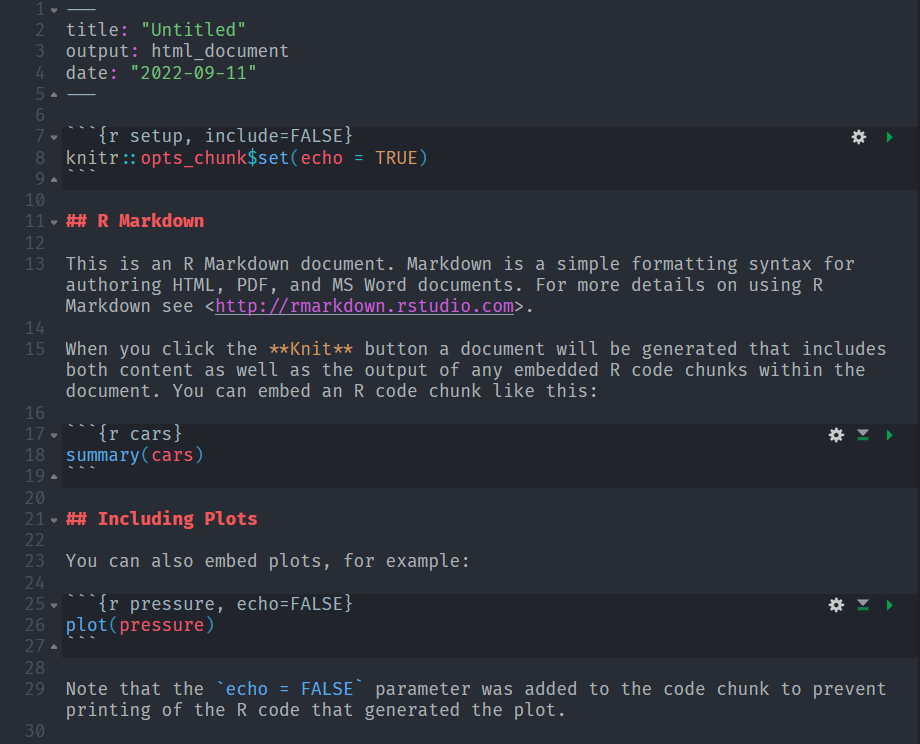 1 ---
2 title: "Untitled"
3 output: html_document
4 date: "2022-09-11"
5 ---
6
7 ```{r setup, include=FALSE}
8 knitr::opts_chunk$set(echo = TRUE)
9 ```
10
11 ## R Markdown
12
13 This is an R Markdown document. Markdown is a simple formatting syntax for
authoring HTML, PDF, and MS Word documents. For more details on using R
Markdown see <http://rmarkdown.rstudio.com>.
14
15 When you click the **Knit** button a document will be generated that includes
both content as well as the output of any embedded R code chunks within the
document. You can embed an R code chunk like this:
16
17 ```{r cars}
18 summary(cars)
19 ```
20
21 ## Including Plots
22
23 You can also embed plots, for example:
24
25 ```{r pressure, echo=FALSE}
26 plot(pressure)
27 ```
28
29 Note that the `echo = FALSE` parameter was added to the code chunk to prevent
printing of the R code that generated the plot.
30